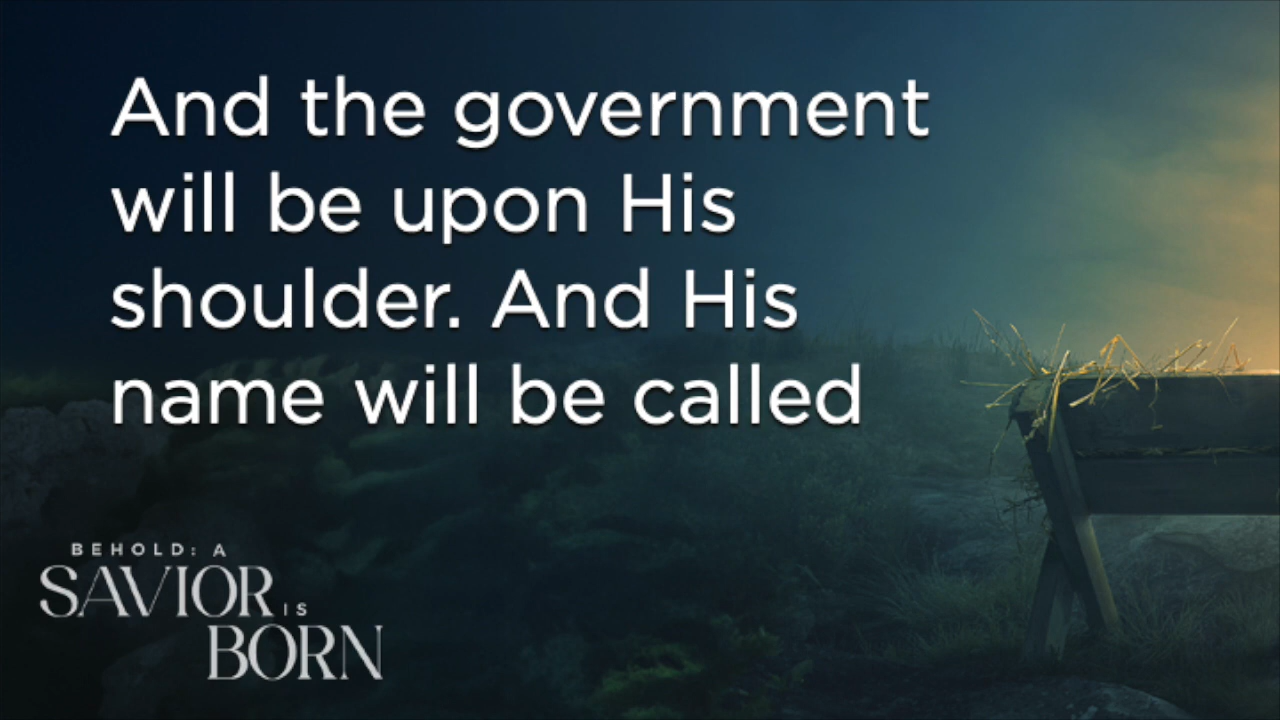 And the government
will be upon His
shoulder. And His
name will be called
BEHOLD: A
SAVIOR IS
BORN